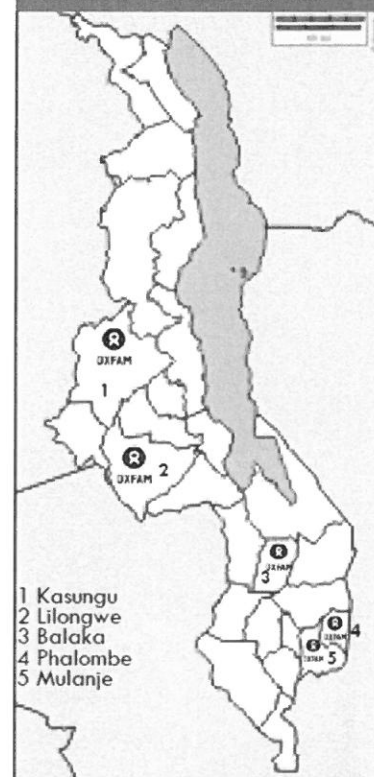 OXFAM
1
OXFAM 2
OXFAM
3
OXFAM 4
OXFAM 5
1 Kasungu
2 Lilongwe
3 Balaka
4 Phalombe
5 Mulanje